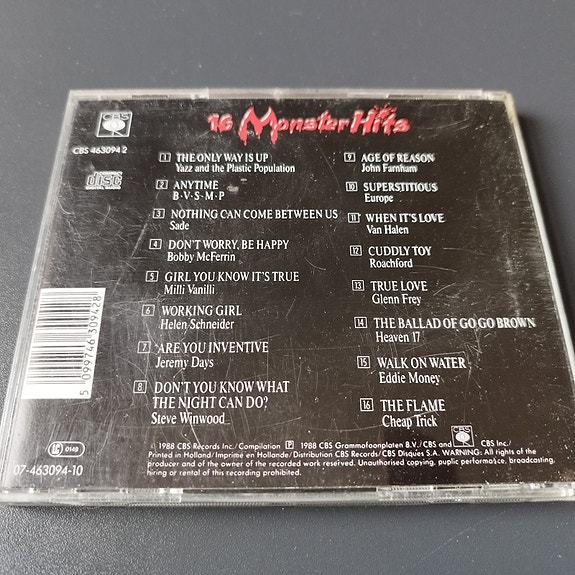 CBS
CBS 463094 2
COMPACT
disc
DIGITAL AUDIO
16 Monster Hits
1 THE ONLY WAY IS UP
Yazz and the Plastic Population
2 ANYTIME
B·V·S·M·P
3 NOTHING CAN COME BETWEEN US
Sade
4 DON'T WORRY, BE HAPPY
Bobby McFerrin
5 GIRL YOU KNOW IT'S TRUE
Milli Vanilli
6 WORKING GIRL
Helen Schneider
7 ARE YOU INVENTIVE
Jeremy Days
8 DON'T YOU KNOW WHAT
THE NIGHT CAN DO?
Steve Winwood
9 AGE OF REASON
John Farnham
10 SUPERSTITIOUS
Europe
11 WHEN IT'S LOVE
Van Halen
12 CUDDLY TOY
Roachford
13 TRUE LOVE
Glenn Frey
14 THE BALLAD OF GO GO BROWN
Heaven 17
15 WALK ON WATER
Eddie Money
16 THE FLAME
Cheap Trick
5 099746 309428
LC 0149
07-463094-10
© 1988 CBS Records Inc./Compilation ℗ 1988 CBS Grammofoonplaten B.V./CBS and CBS CBS Inc./
Printed in Holland/Imprimé en Hollande/Distribution CBS Records/CBS Disques S.A. WARNING: All rights of the
producer and of the owner of the recorded work reserved. Unauthorised copying, public performance, broadcasting,
hiring or rental of this recording prohibited.